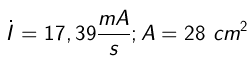 İ = 17,39 mA/s; A = 28 cm²